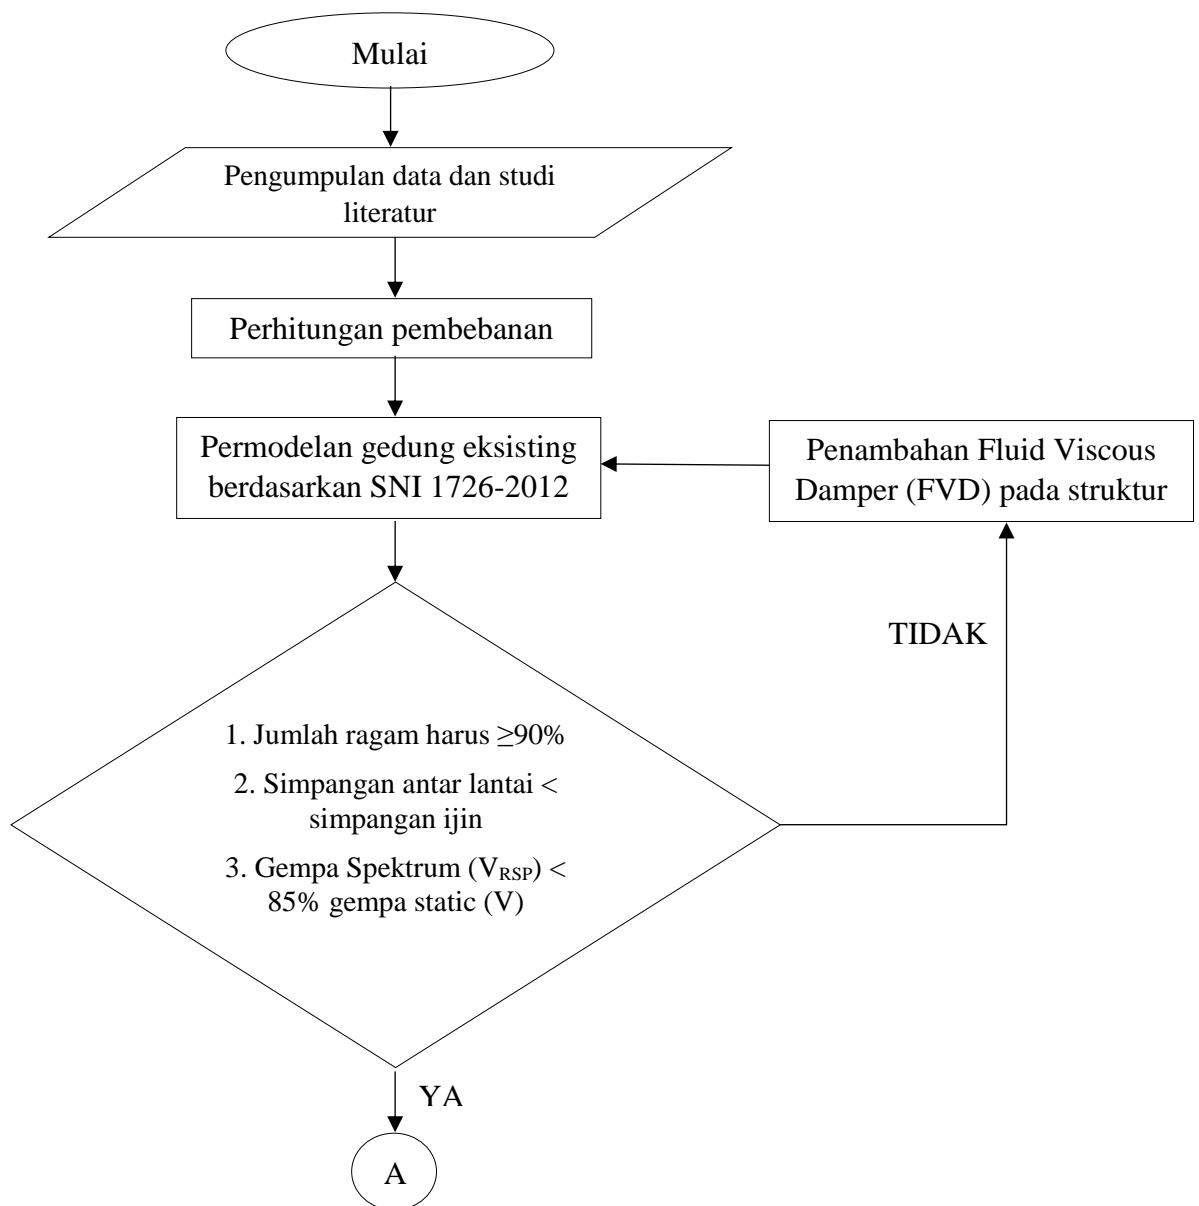 Mulai
Pengumpulan data dan studi
literatur
Perhitungan pembebanan
Permodelan gedung eksisting
berdasarkan SNI 1726-2012
Penambahan Fluid Viscous
Damper (FVD) pada struktur
TIDAK
1. Jumlah ragam harus ≥90%
2. Simpangan antar lantai <
simpangan ijin
3. Gempa Spektrum (VRSP) <
85% gempa static (V)
YA
A